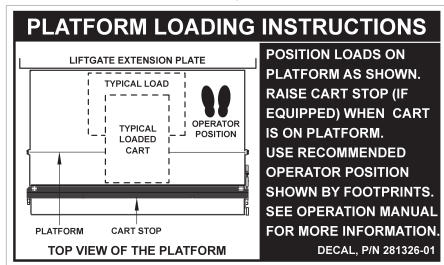 PLATFORM LOADING INSTRUCTIONS
LIFTGATE EXTENSION PLATE
TYPICAL LOAD
TYPICAL
LOADED
CART
OPERATOR
POSITION
PLATFORM
CART STOP
TOP VIEW OF THE PLATFORM
POSITION LOADS ON
PLATFORM AS SHOWN.
RAISE CART STOP (IF
EQUIPPED) WHEN CART
IS ON PLATFORM.
USE RECOMMENDED
OPERATOR POSITION
SHOWN BY FOOTPRINTS.
SEE OPERATION MANUAL
FOR MORE INFORMATION.
DECAL, P/N 281326-01